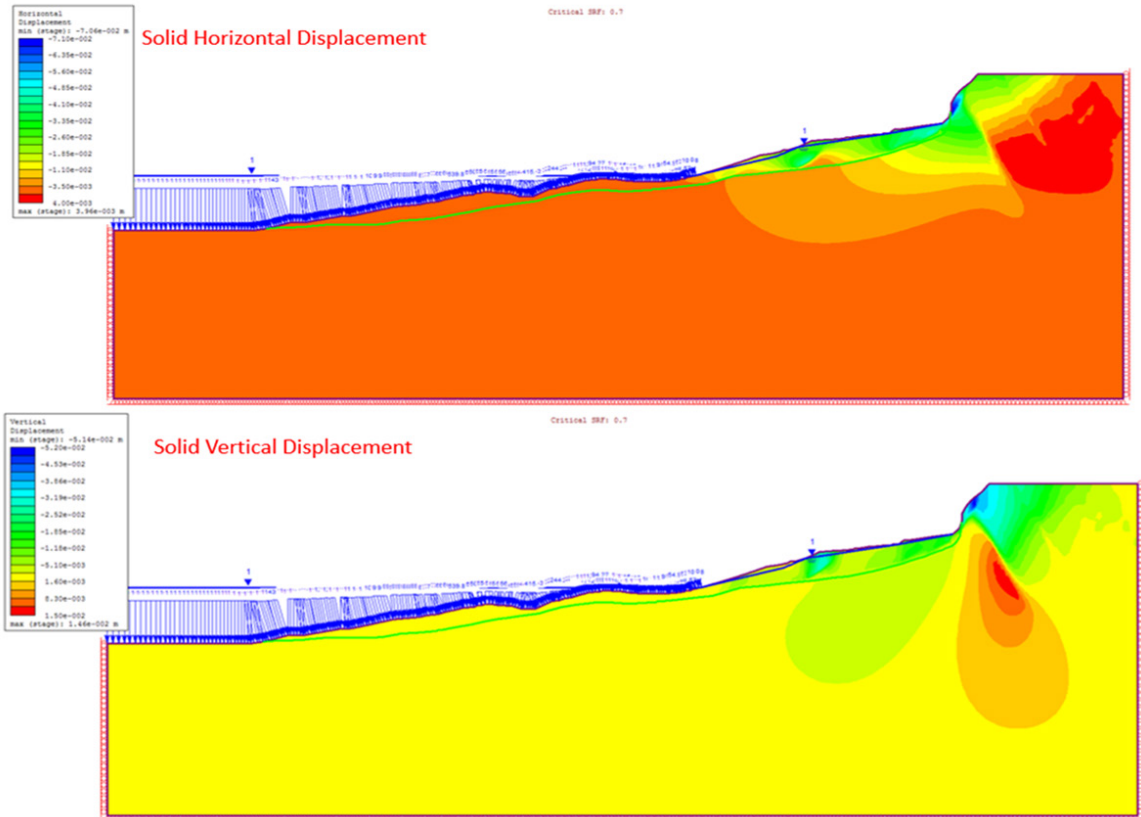 Critical SRF: 0.7
Horizontal
Displacement
min (stage): -7.06e-002 m
-7.10e-002
-6.35e-002
-5.60e-002
-4.85e-002
-4.10e-002
-3.35e-002
-2.60e-002
-1.85e-002
-1.10e-002
-3.50e-003
4.00e-003
max (stage): 3.96e-003 m
Solid Horizontal Displacement
1
1
Critical SRF: 0.7
Vertical
Displacement
min (stage): -5.14e-002 m
-5.20e-002
-4.53e-002
-3.86e-002
-3.19e-002
-2.52e-002
-1.85e-002
-1.18e-002
-5.10e-003
1.60e-003
8.30e-003
1.50e-002
max (stage): 1.46e-002 m
Solid Vertical Displacement
1
1